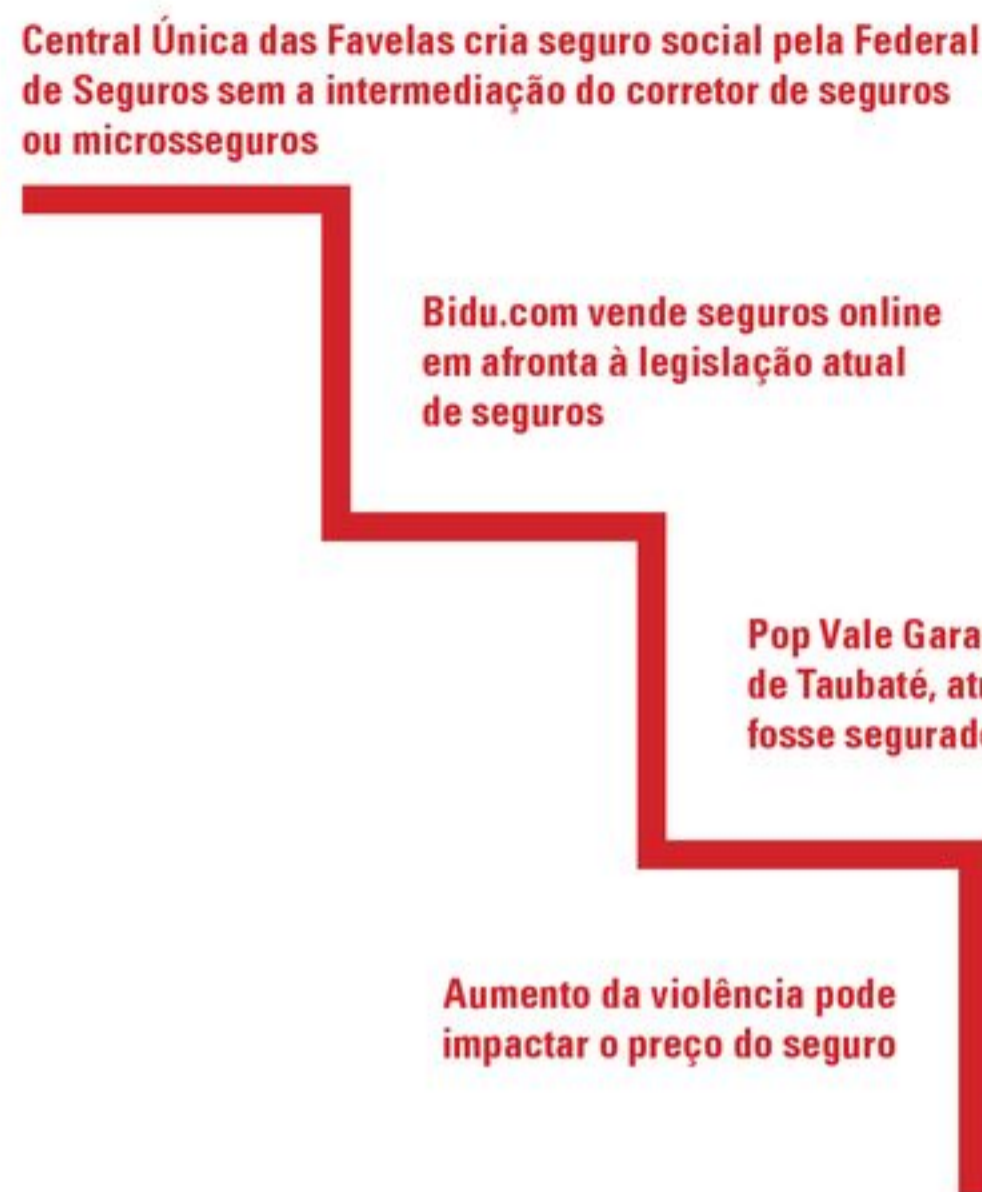 Central Única das Favelas cria seguro social pela Federal
de Seguros sem a intermediação do corretor de seguros
ou microsseguros
Bidu.com vende seguros online
em afronta à legislação atual
de seguros
Pop Vale
de Taubaté,
fosse
Aumento da violência pode
impactar o preço do seguro